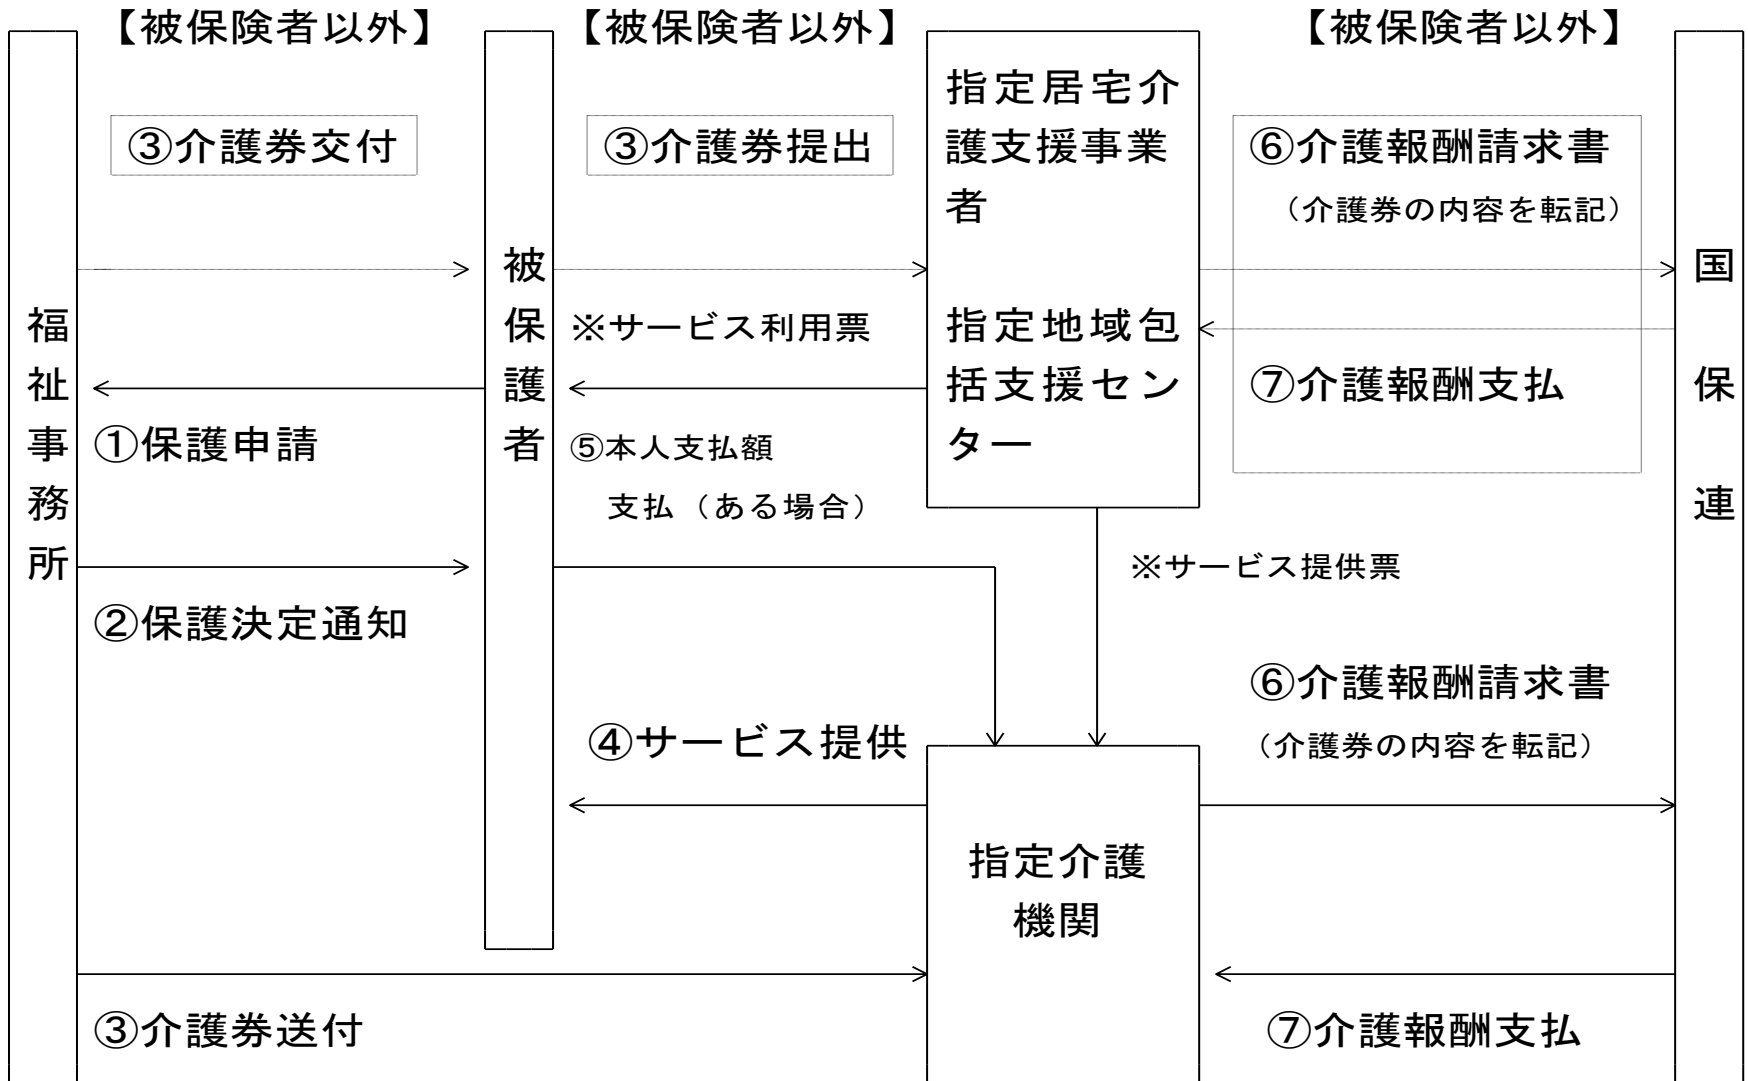 【被保険者以外】
【被保険者以外】
【被保険者以外】
③介護券交付
③介護券提出
指定居宅介
護支援事業
者
指定地域包
括支援セン
ター
⑥介護報酬請求書
（介護券の内容を転記）
⑦介護報酬支払
福祉事務所
被保護者
国保連
※サービス利用票
①保護申請
⑤本人支払額
支払（ある場合）
②保護決定通知
※サービス提供票
④サービス提供
⑥介護報酬請求書
（介護券の内容を転記）
指定介護
機関
③介護券送付
⑦介護報酬支払